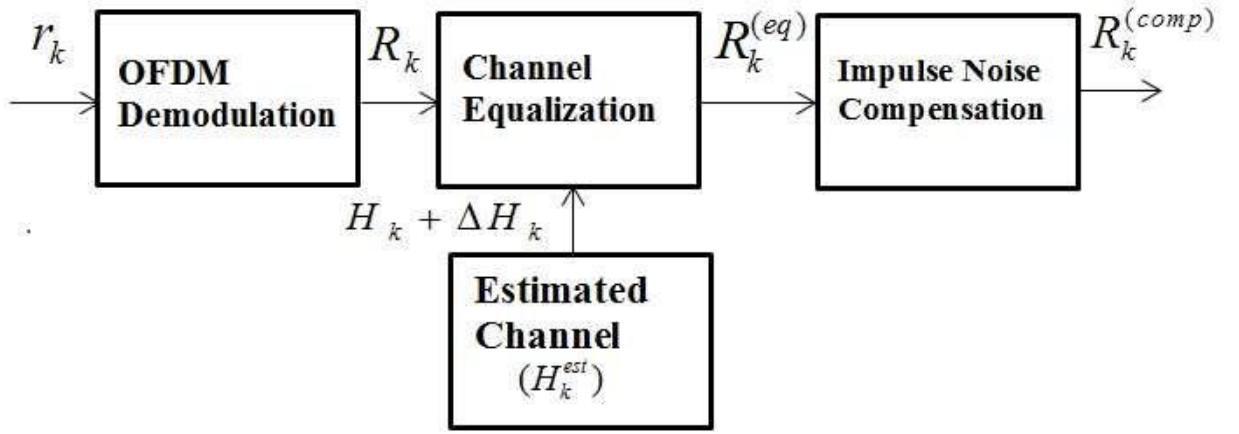 r_k
OFDM
Demodulation
R_k
Channel
Equalization
R_k^{(eq)}
Impulse Noise
Compensation
R_k^{(comp)}
H_k + ΔH_k
Estimated
Channel
(H_k^{est})